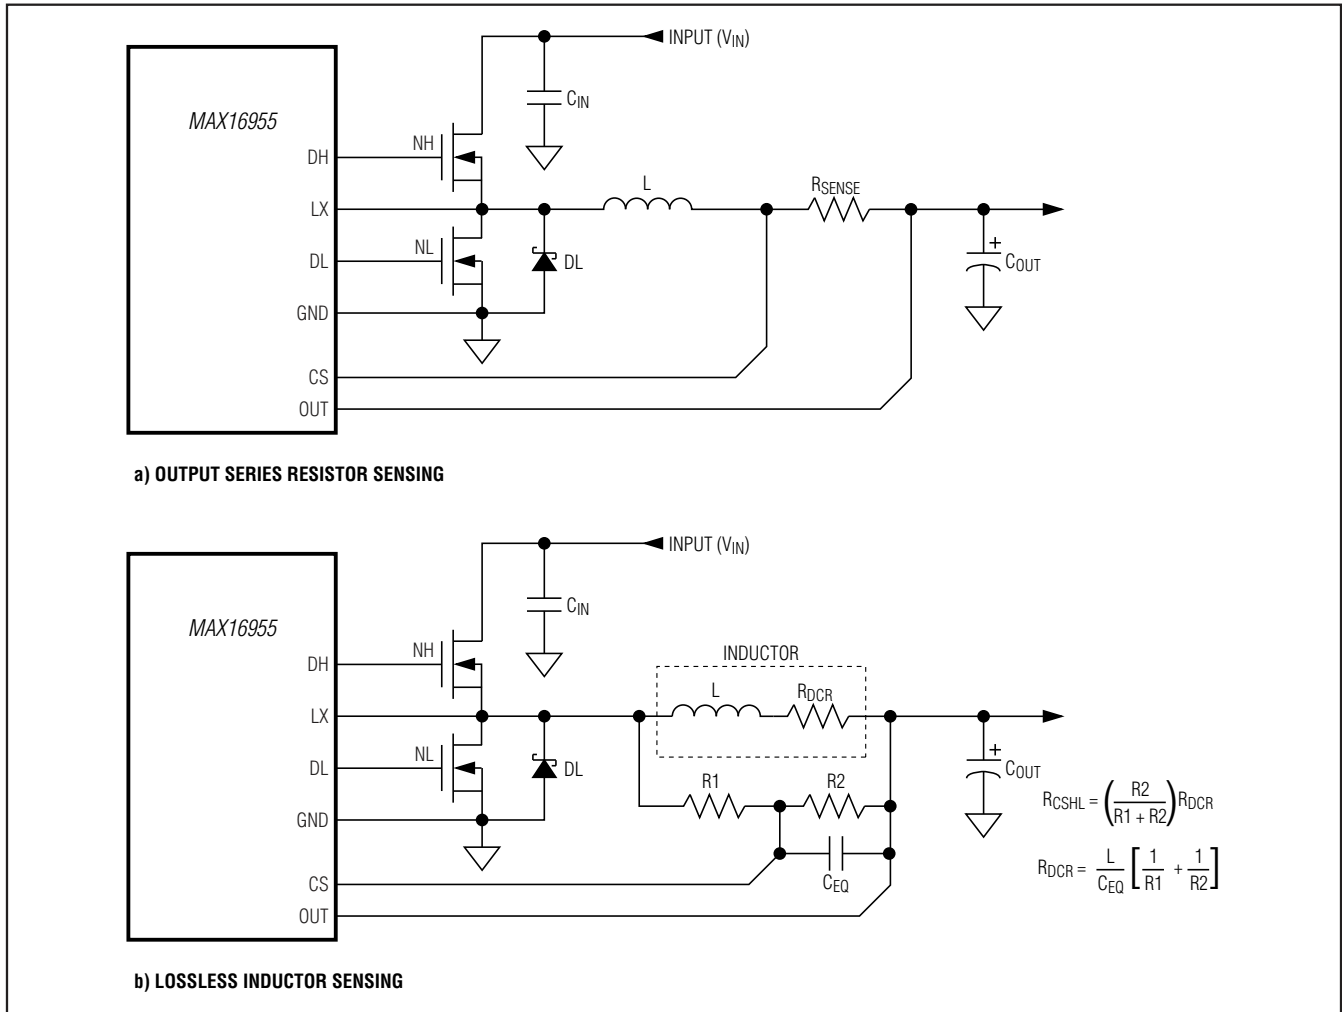 INPUT (VIN)
CIN
MAX16955
NH
DH
L
RSENSE
LX
NL
DL
DL
+
COUT
GND
CS
OUT
a) OUTPUT SERIES RESISTOR SENSING
INPUT (VIN)
CIN
MAX16955
NH
DH
INDUCTOR
L
RDCR
LX
NL
DL
DL
+
COUT
R1
R2
RCSHL = (R2 / R1 + R2) RDCR
GND
CEQ
RDCR = L / CEQ [1 / R1 + 1 / R2]
CS
OUT
b) LOSSLESS INDUCTOR SENSING